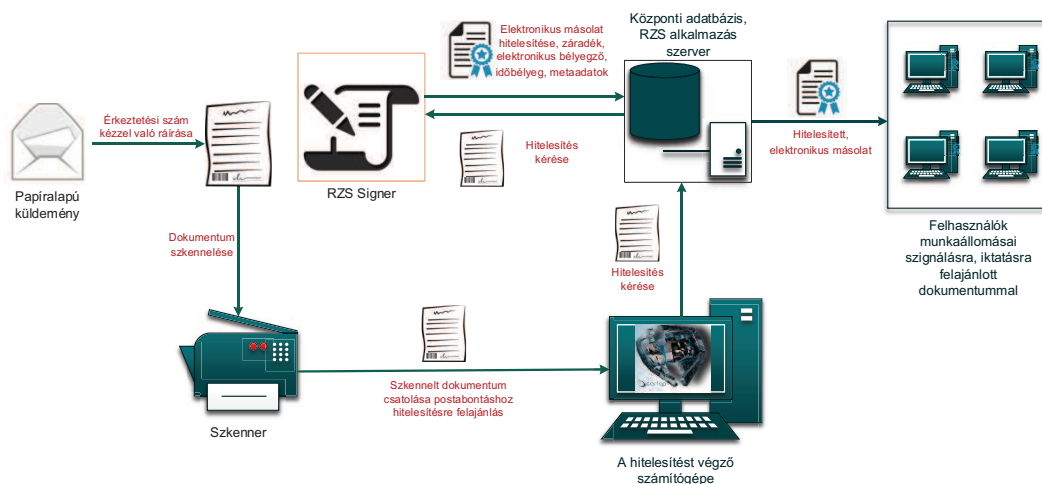 Elektronikus másolat
hitelesítése, záradék,
elektronikus bélyegző,
időbélyeg, metaadatok
Központi adatbázis,
RZS alkalmazás
szerver
Érkeztetési szám
kézzel való ráírása
Papíralapú
küldemény
RZS Signer
Hitelesítés
kérése
Hitelesített,
elektronikus másolat
Felhasználók
munkaállomásai
szignálásra, iktatásra
felajánlott
dokumentummal
Dokumentum
szkennelése
Hitelesítés
kérése
Szkennelt dokumentum
csatolása postabontáshoz
hitelesítésre felajánlás
Szkenner
A hitelesítést végző
számítógépe